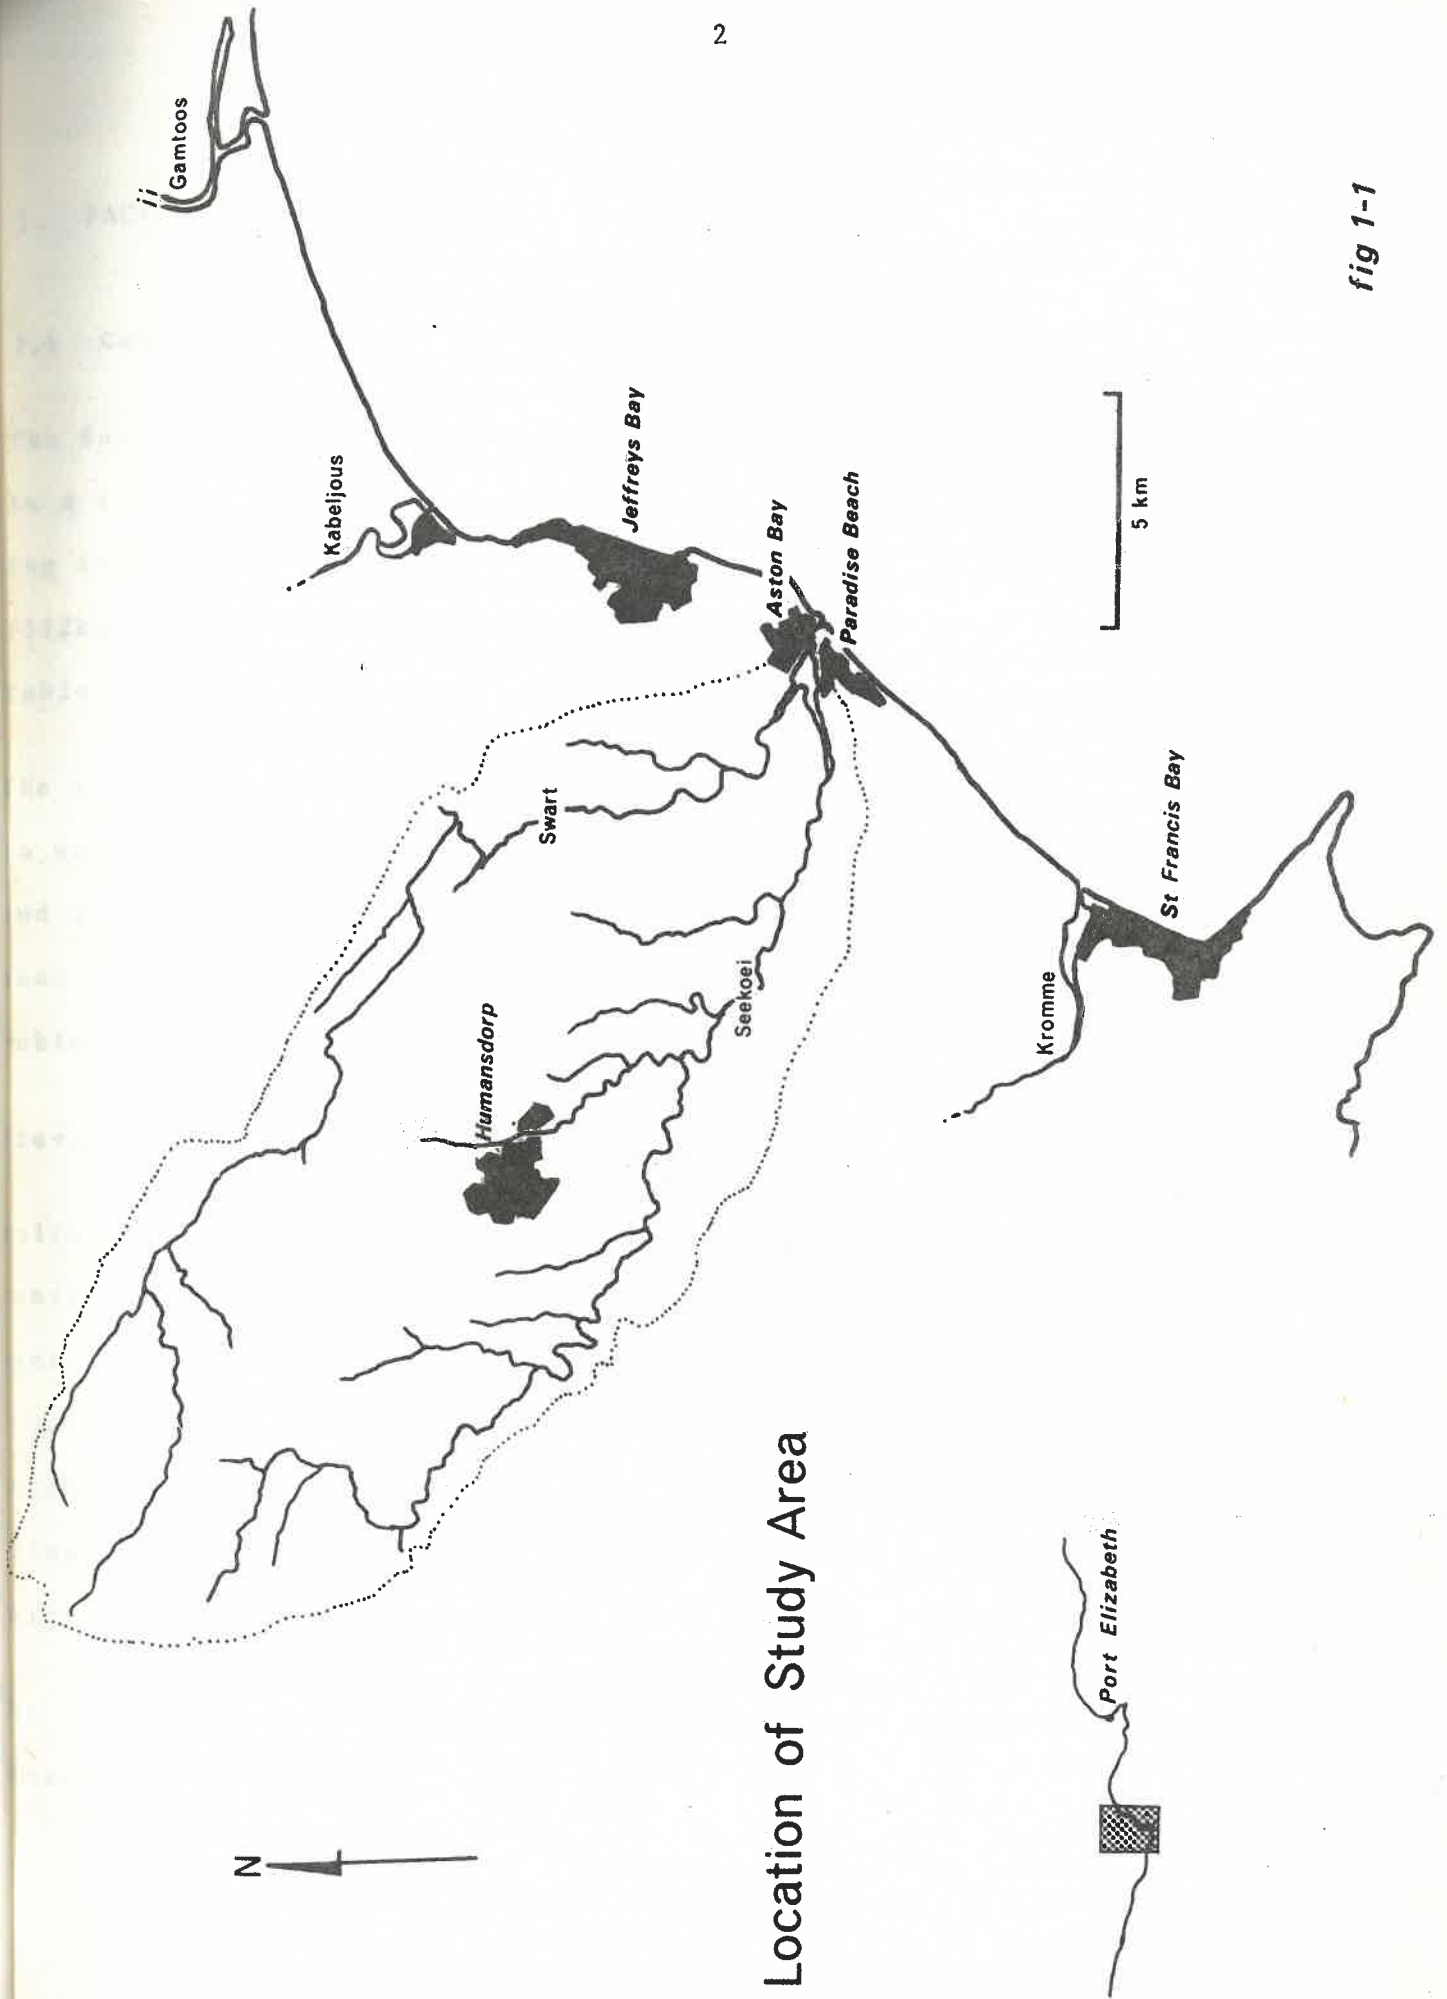 2
Gamtoos
Kabeljous
Jeffreys Bay
Aston Bay
Paradise Beach
Swart
Seekoei
Humansdorp
Kromme
St Francis Bay
5 km
N
Location of Study Area
Port Elizabeth
fig 1-1